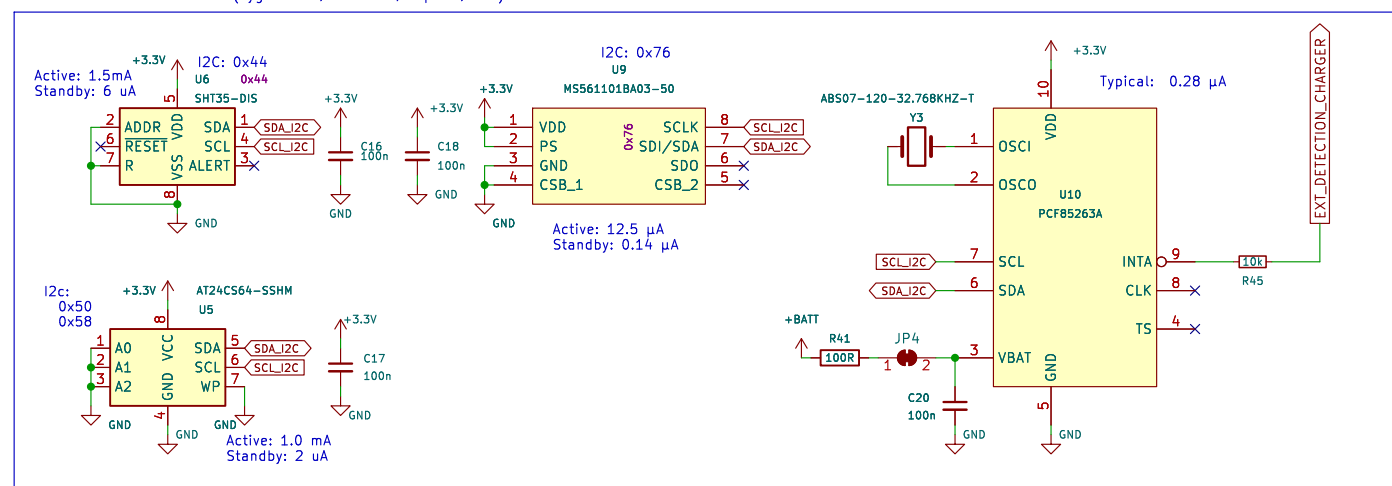 +3.3V
I2C: 0x44
Active: 1.5mA
Standby: 6 uA
U6
0x44
SHT35-DIS
5
VDD
2
ADDR
SDA
1
SDA_I2C
6
RESET
SCL
4
SCL_I2C
7
R
ALERT
3
VSS
8
GND
+3.3V
C16
100n
GND
C18
100n
GND
I2C: 0x76
U9
MS561101BA03-50
+3.3V
1
VDD
SCLK
8
SCL_I2C
2
PS
SDI/SDA
7
SDA_I2C
3
GND
SDO
6
4
CSB_1
CSB_2
5
0x76
GND
Active: 12.5 µA
Standby: 0.14 µA
+3.3V
Typical: 0.28 µA
ABS07-120-32.768KHZ-T
Y3
10
VDD
1
OSCI
2
OSCO
U10
PCF85263A
SCL_I2C
7
SCL
INTA
9
10k
R45
EXT_DETECTION_CHARGER
SDA_I2C
6
SDA
CLK
8
TS
4
+BATT
R41
100R
JP4
1
2
3
VBAT
GND
5
C20
100n
GND
GND
I2c:
0x50
0x58
+3.3V
AT24CS64-SSHM
U5
8
VCC
1
A0
SDA
5
SDA_I2C
2
A1
SCL
6
SCL_I2C
3
A2
WP
7
GND
4
GND
GND
GND
Active: 1.0 mA
Standby: 2 uA
+3.3V
C17
100n
GND